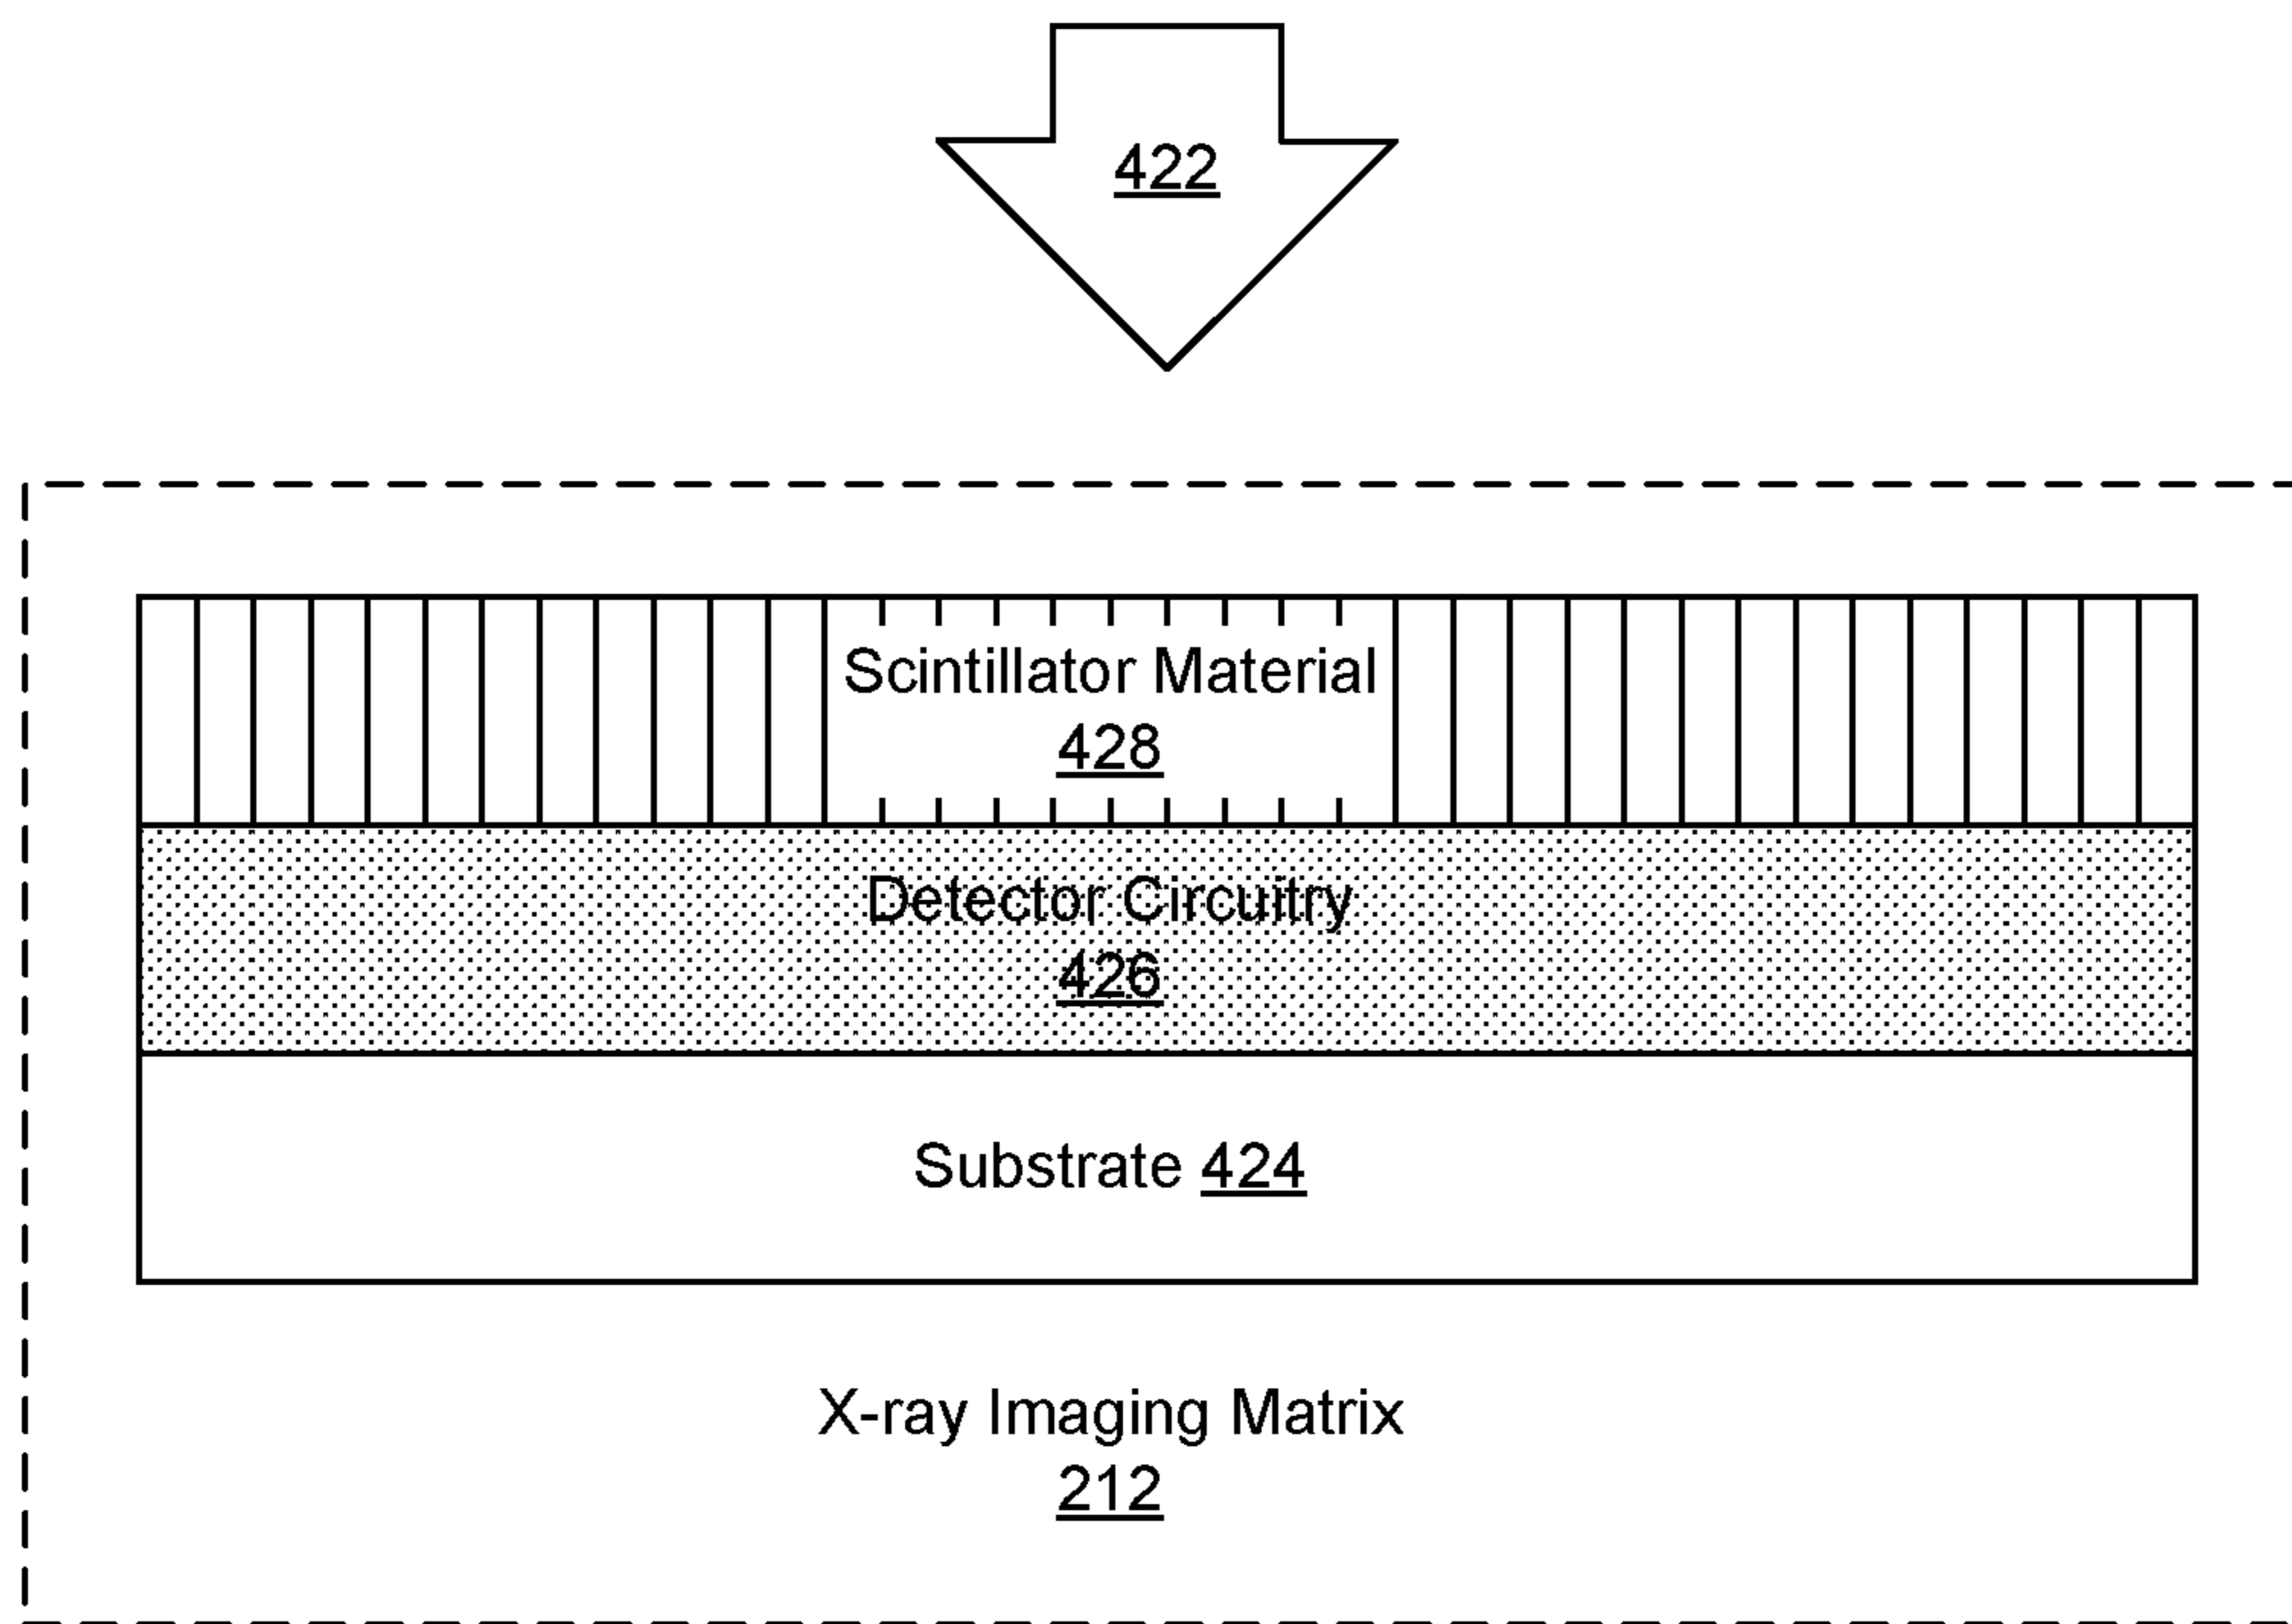 422
Scintillator Material
428
Detector Circuitry
426
Substrate 424
X-ray Imaging Matrix
212